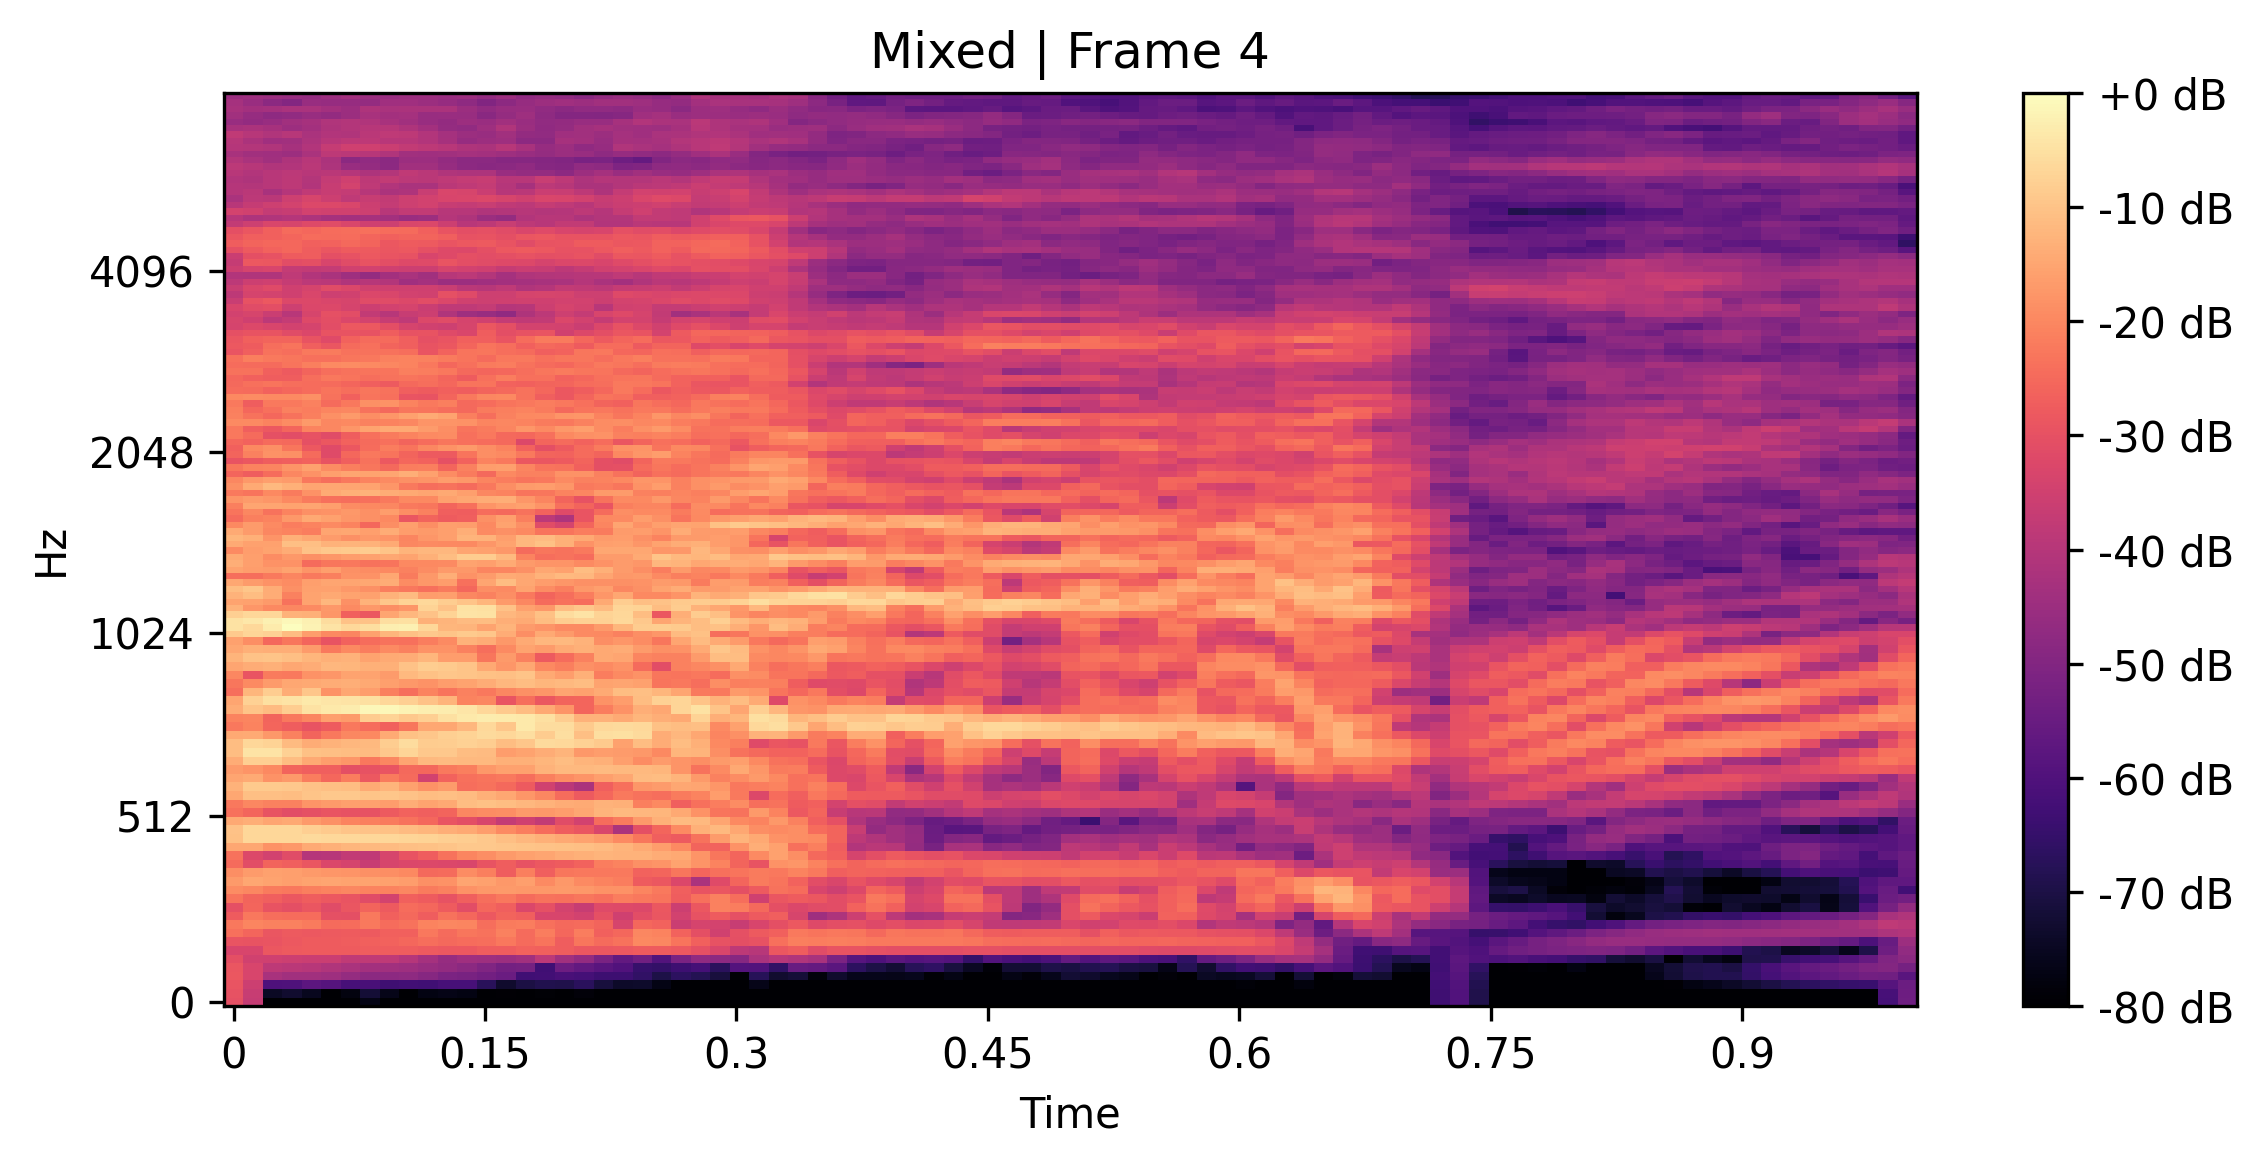 Mixed | Frame 4
+0 dB
-10 dB
-20 dB
-30 dB
-40 dB
-50 dB
-60 dB
-70 dB
-80 dB
4096
2048
1024
512
0
Hz
0 0.15 0.3 0.45 0.6 0.75 0.9
Time